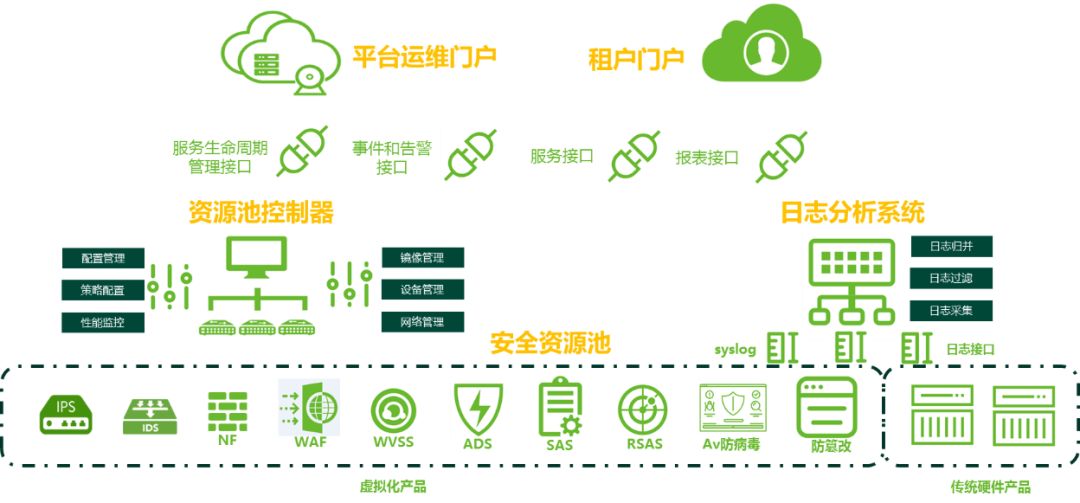 平台运维门户
租户门户
服务生命周期
管理接口
事件和告警
接口
服务接口
报表接口
资源池控制器
日志分析系统
配置管理
策略配置
性能监控
镜像管理
设备管理
网络管理
日志归并
日志过滤
日志采集
安全资源池
syslog
日志接口
IPS
IDS
NF
WAF
WVSS
ADS
SAS
RSAS
Av防病毒
防篡改
虚拟化产品
传统硬件产品